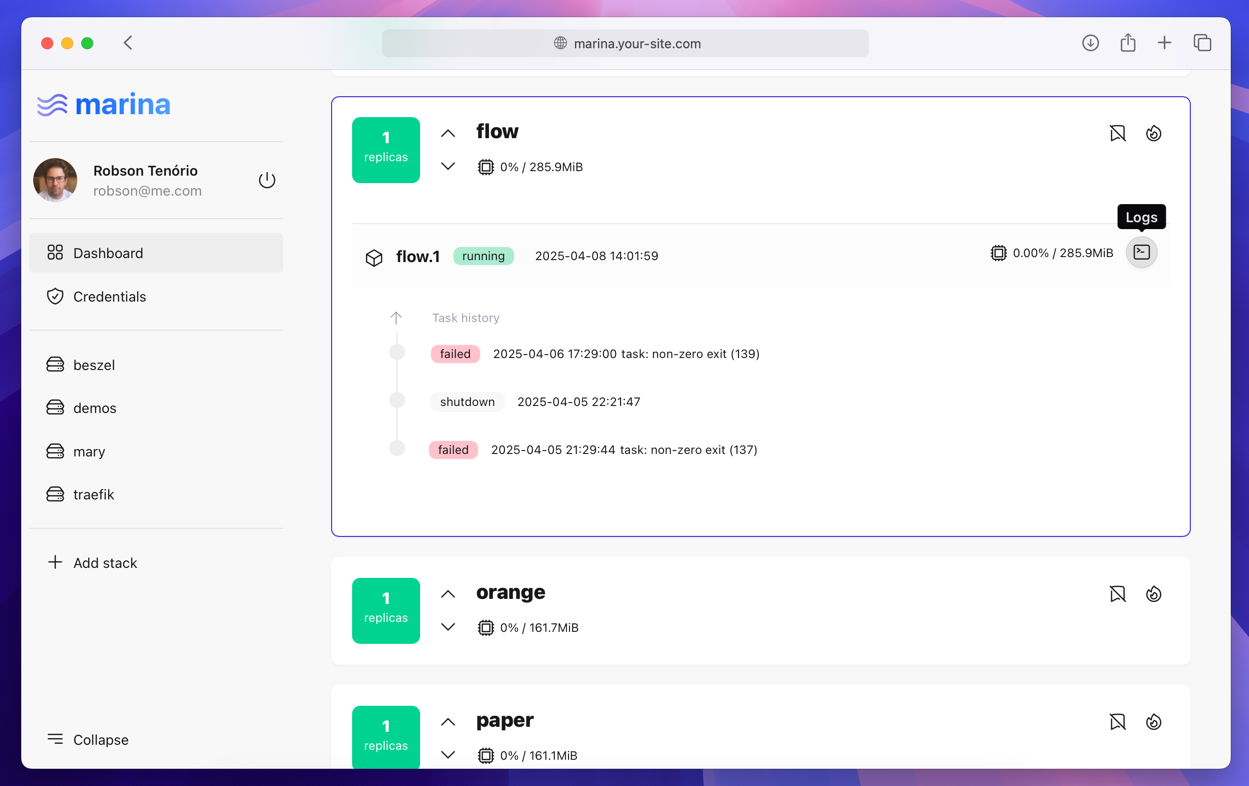 marina.your-site.com
marina
Robson Tenório
robson@me.com
Dashboard
Credentials
beszel
demos
mary
traefik
Add stack
Collapse
1
replicas
flow
0% / 285.9MiB
Logs
flow.1 running 2025-04-08 14:01:59 0.00% / 285.9MiB
Task history
failed 2025-04-06 17:29:00 task: non-zero exit (139)
shutdown 2025-04-05 22:21:47
failed 2025-04-05 21:29:44 task: non-zero exit (137)
1
replicas
orange
0% / 161.7MiB
1
replicas
paper
0% / 161.1MiB